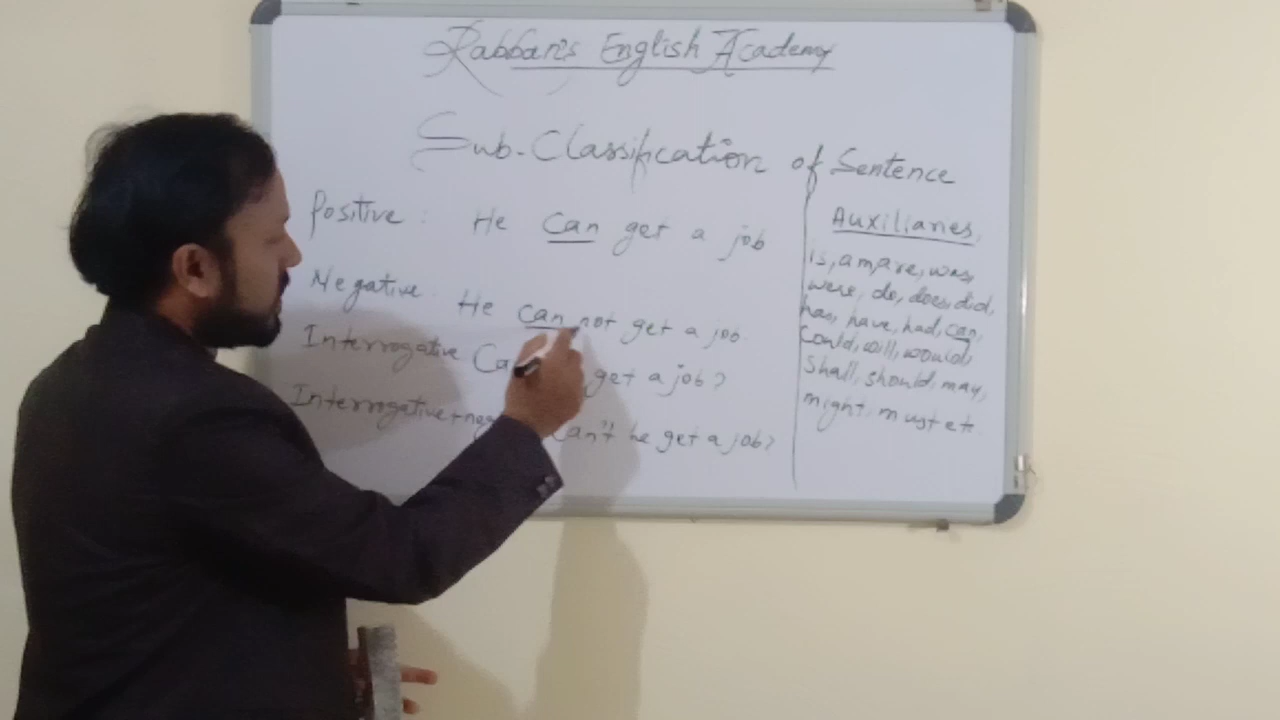 Rabban's English Academy
Sub-Classification of Sentence
Positive : He Can get a job
Negative : He can not get a job.
Interrogative get a job?
Interrogative+ Can't he get a job?
Auxiliaries,
is, am, are, was,
were, do, does, did,
has, have, had, can,
Could, will, would,
Shall, should, may,
might, must etc